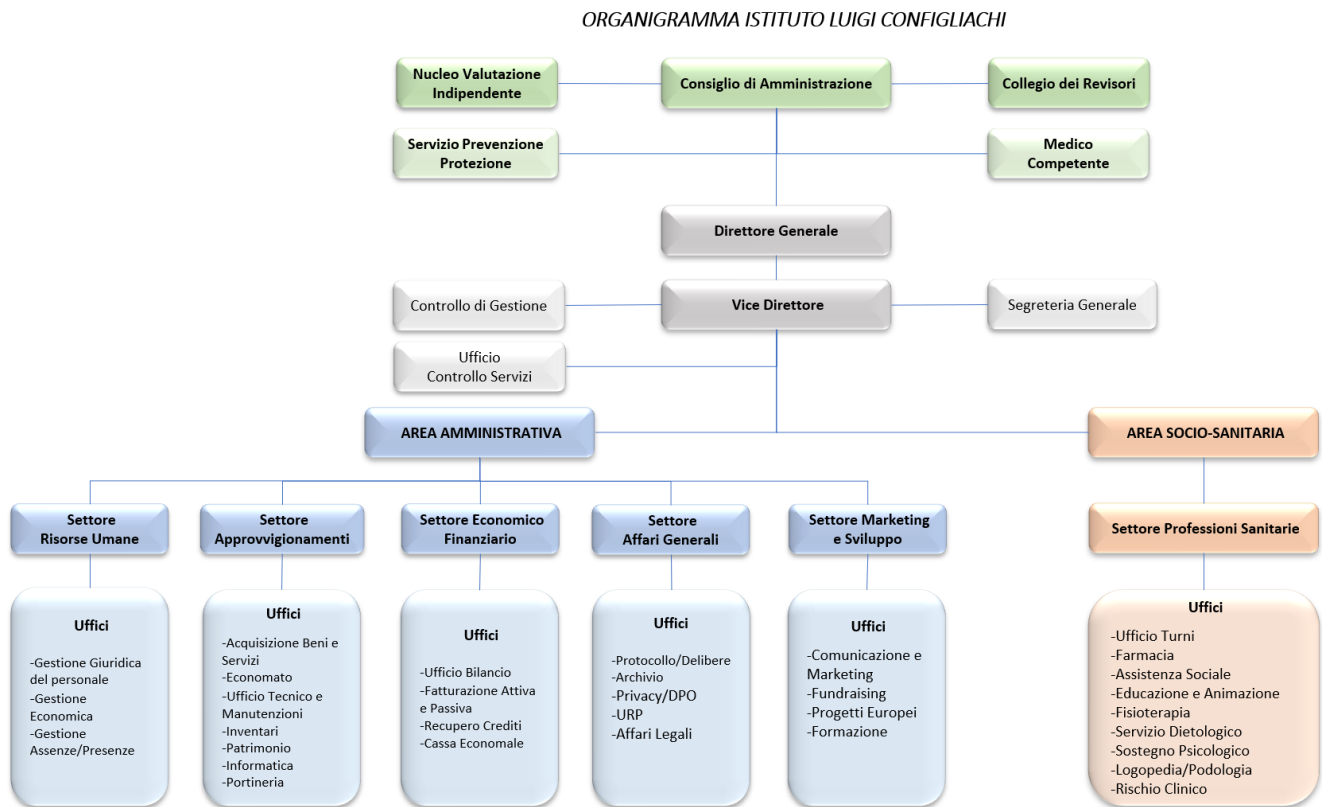 ORGANIGRAMMA ISTITUTO LUIGI CONFIGLIACHI
Nucleo Valutazione
Indipendente
Consiglio di Amministrazione
Collegio dei Revisori
Servizio Prevenzione
Protezione
Medico
Competente
Direttore Generale
Controllo di Gestione
Vice Direttore
Segreteria Generale
Ufficio
Controllo Servizi
AREA AMMINISTRATIVA
AREA SOCIO-SANITARIA
Settore
Risorse Umane
Settore
Approvvigionamenti
Settore Economico
Finanziario
Settore
Affari Generali
Settore Marketing
e Sviluppo
Settore Professioni Sanitarie
Uffici
-Gestione Giuridica
del personale
-Gestione
Economica
-Gestione
Assenze/Presenze
Uffici
-Acquisizione Beni e
Servizi
-Economato
-Ufficio Tecnico e
Manutenzioni
-Inventari
-Patrimonio
-Informatica
-Portineria
Uffici
-Ufficio Bilancio
-Fatturazione Attiva
e Passiva
-Recupero Crediti
-Cassa Economale
Uffici
-Protocollo/Delibere
-Archivio
-Privacy/DPO
-URP
-Affari Legali
Uffici
-Comunicazione e
Marketing
-Fundraising
-Progetti Europei
-Formazione
Uffici
-Ufficio Turni
-Farmacia
-Assistenza Sociale
-Educazione e Animazione
-Fisioterapia
-Servizio Dietologico
-Sostegno Psicologico
-Logopedia/Podologia
-Rischio Clinico